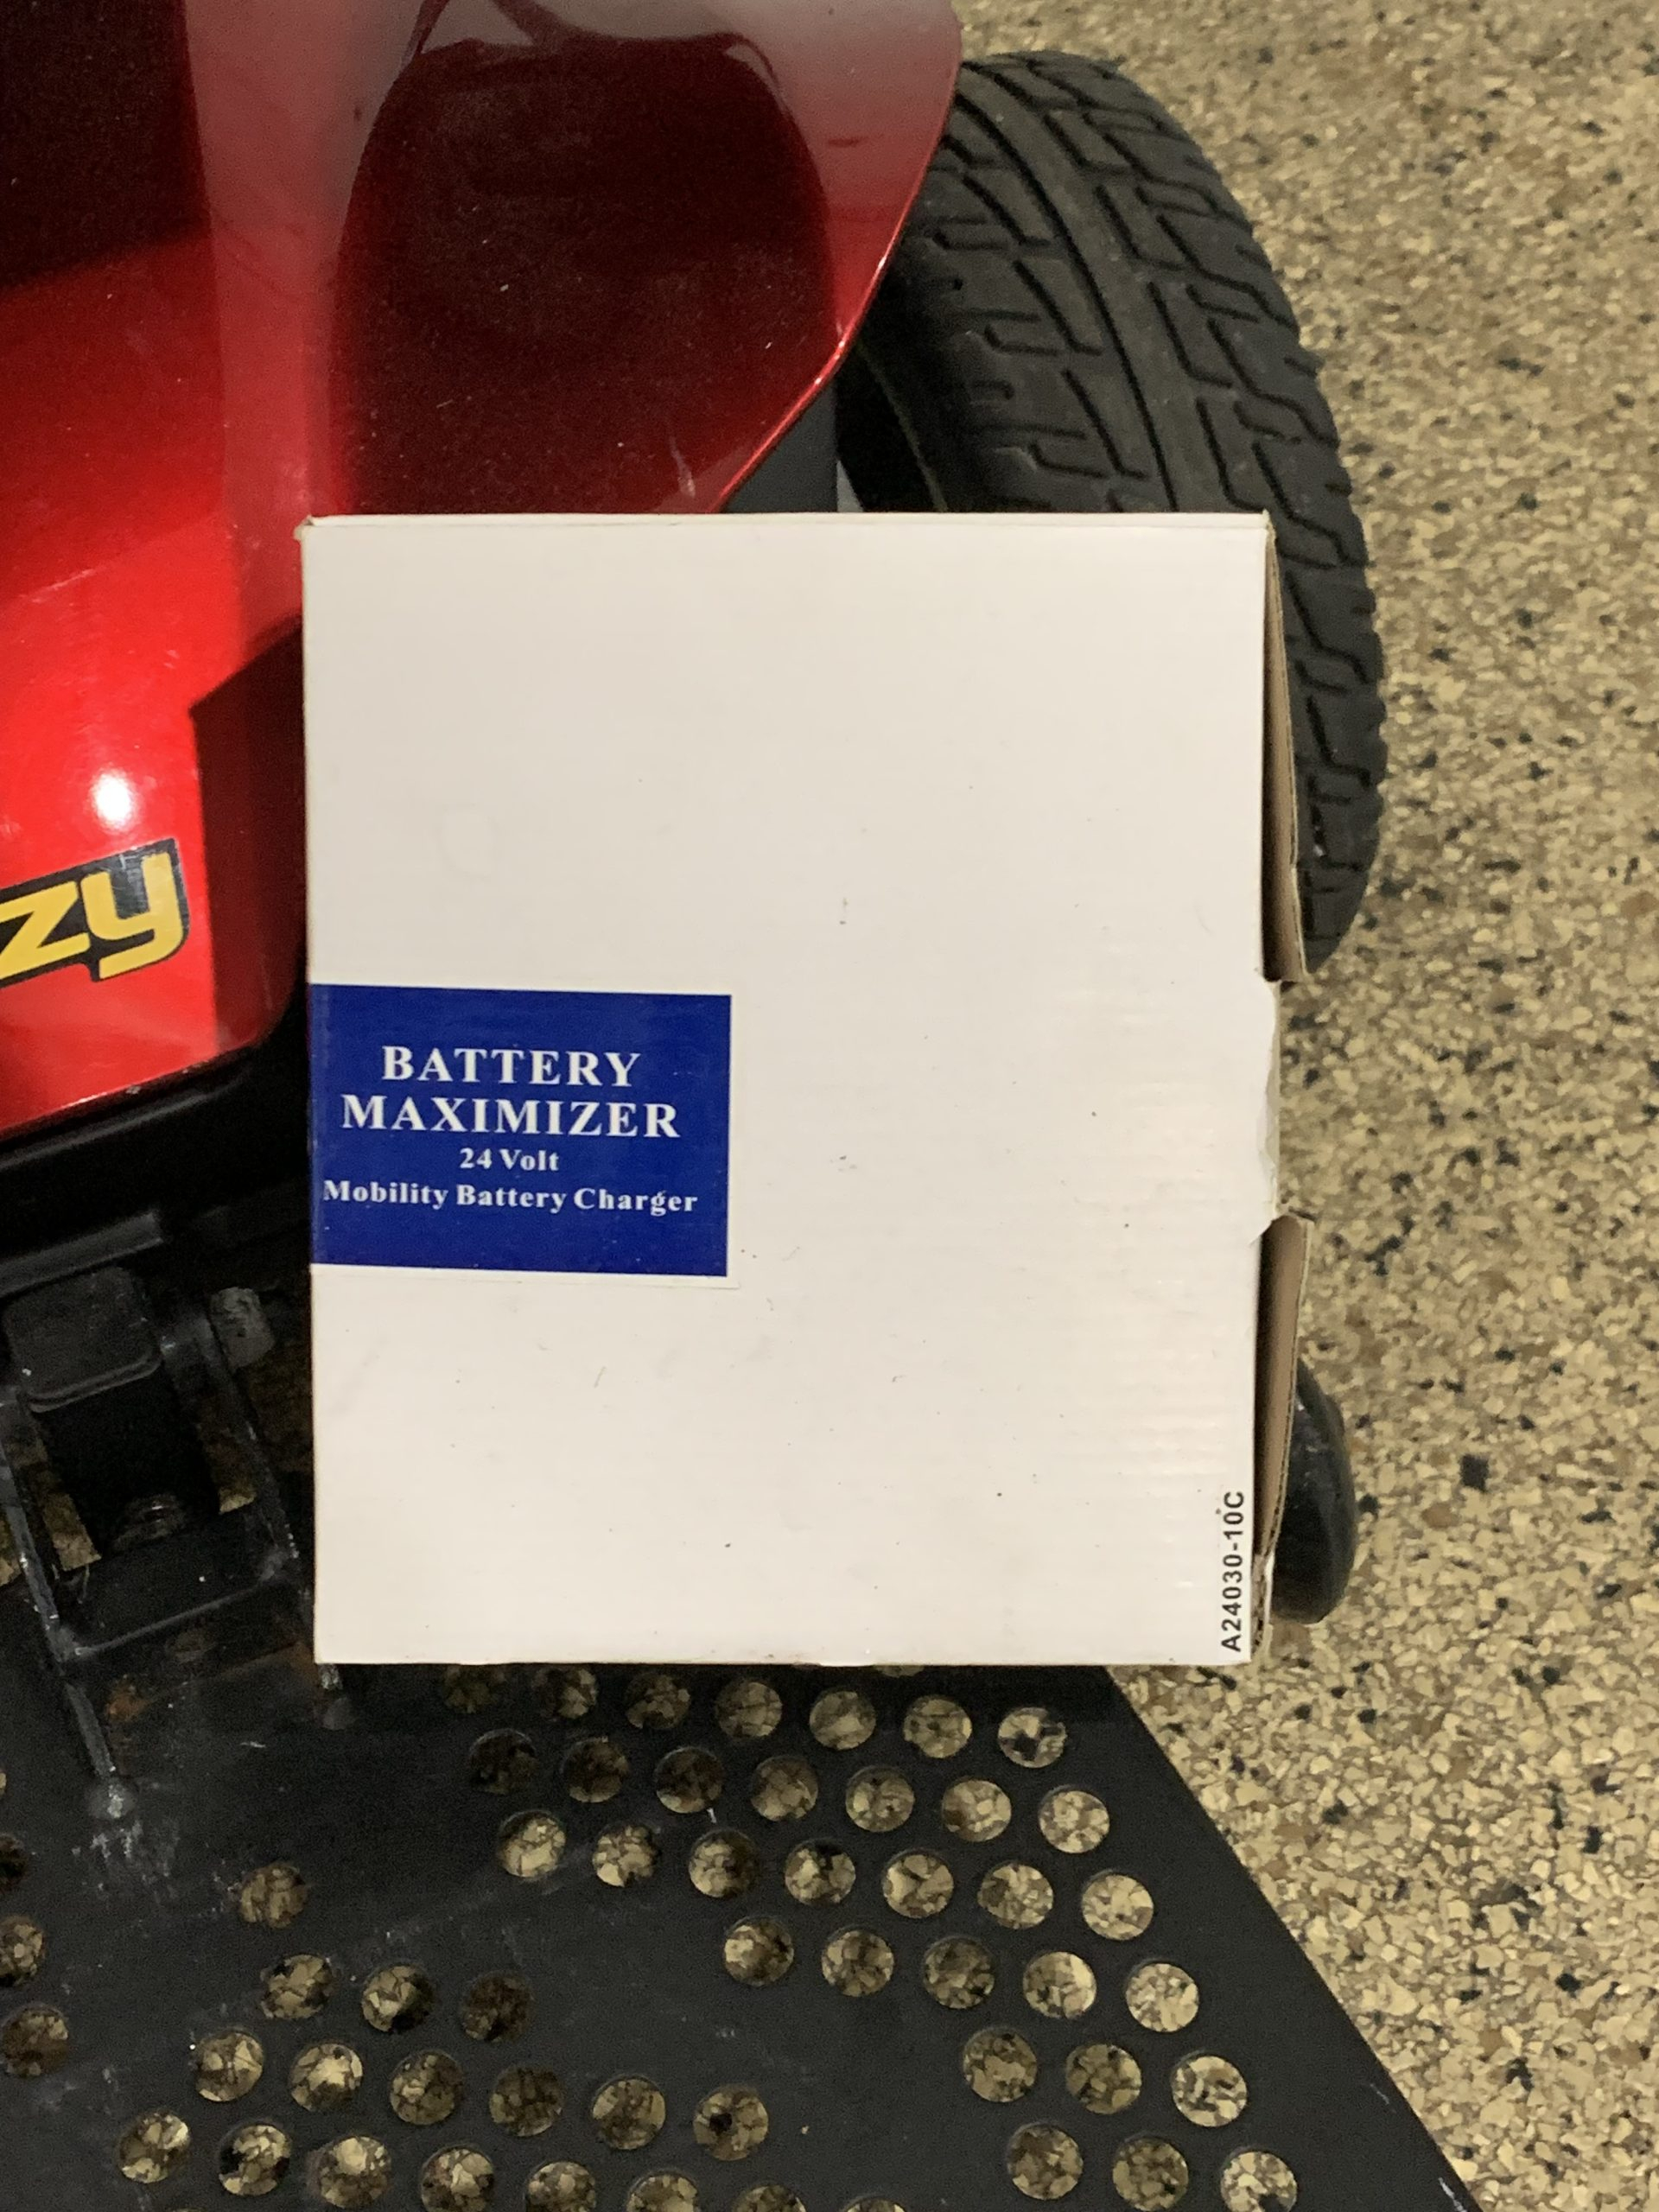 zy
BATTERY
MAXIMIZER
24 Volt
Mobility Battery Charger
A24030-10C